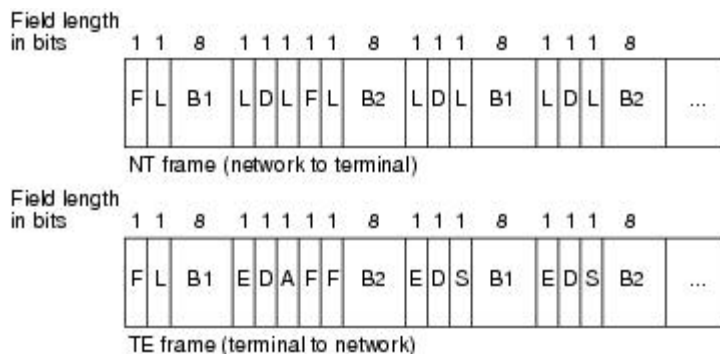 Field length
in bits
1 1 8 1 1 1 1 1 8 1 1 1 8 1 1 1 8
F L B1 L D L F L B2 L D L B1 L D L B2 ...
NT frame (network to terminal)
Field length
in bits
1 1 8 1 1 1 1 1 8 1 1 1 8 1 1 1 8
F L B1 E D A F F B2 E D S B1 E D S B2 ...
TE frame (terminal to network)